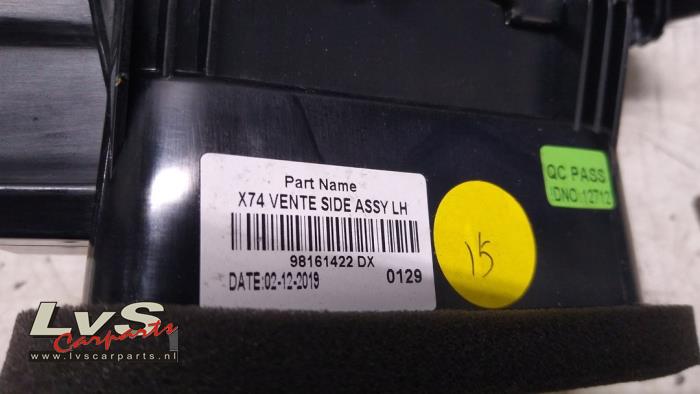 QC PASS
IDNO:12712
Part Name
X74 VENTE SIDE ASSY LH
98161422 DX
DATE:02-12-2019 0129
15
LvS
Carparts
www.lvscarparts.nl